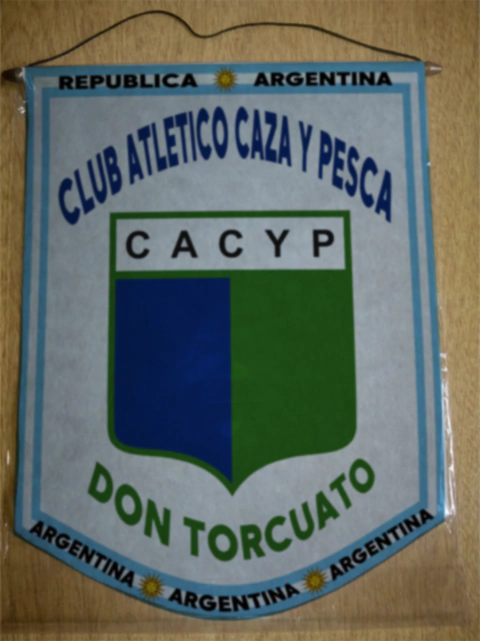 REPUBLICA ARGENTINA
CLUB ATLETICO CAZA Y PESCA
CACYP
DON TORCUATO
ARGENTINA ARGENTINA ARGENTINA